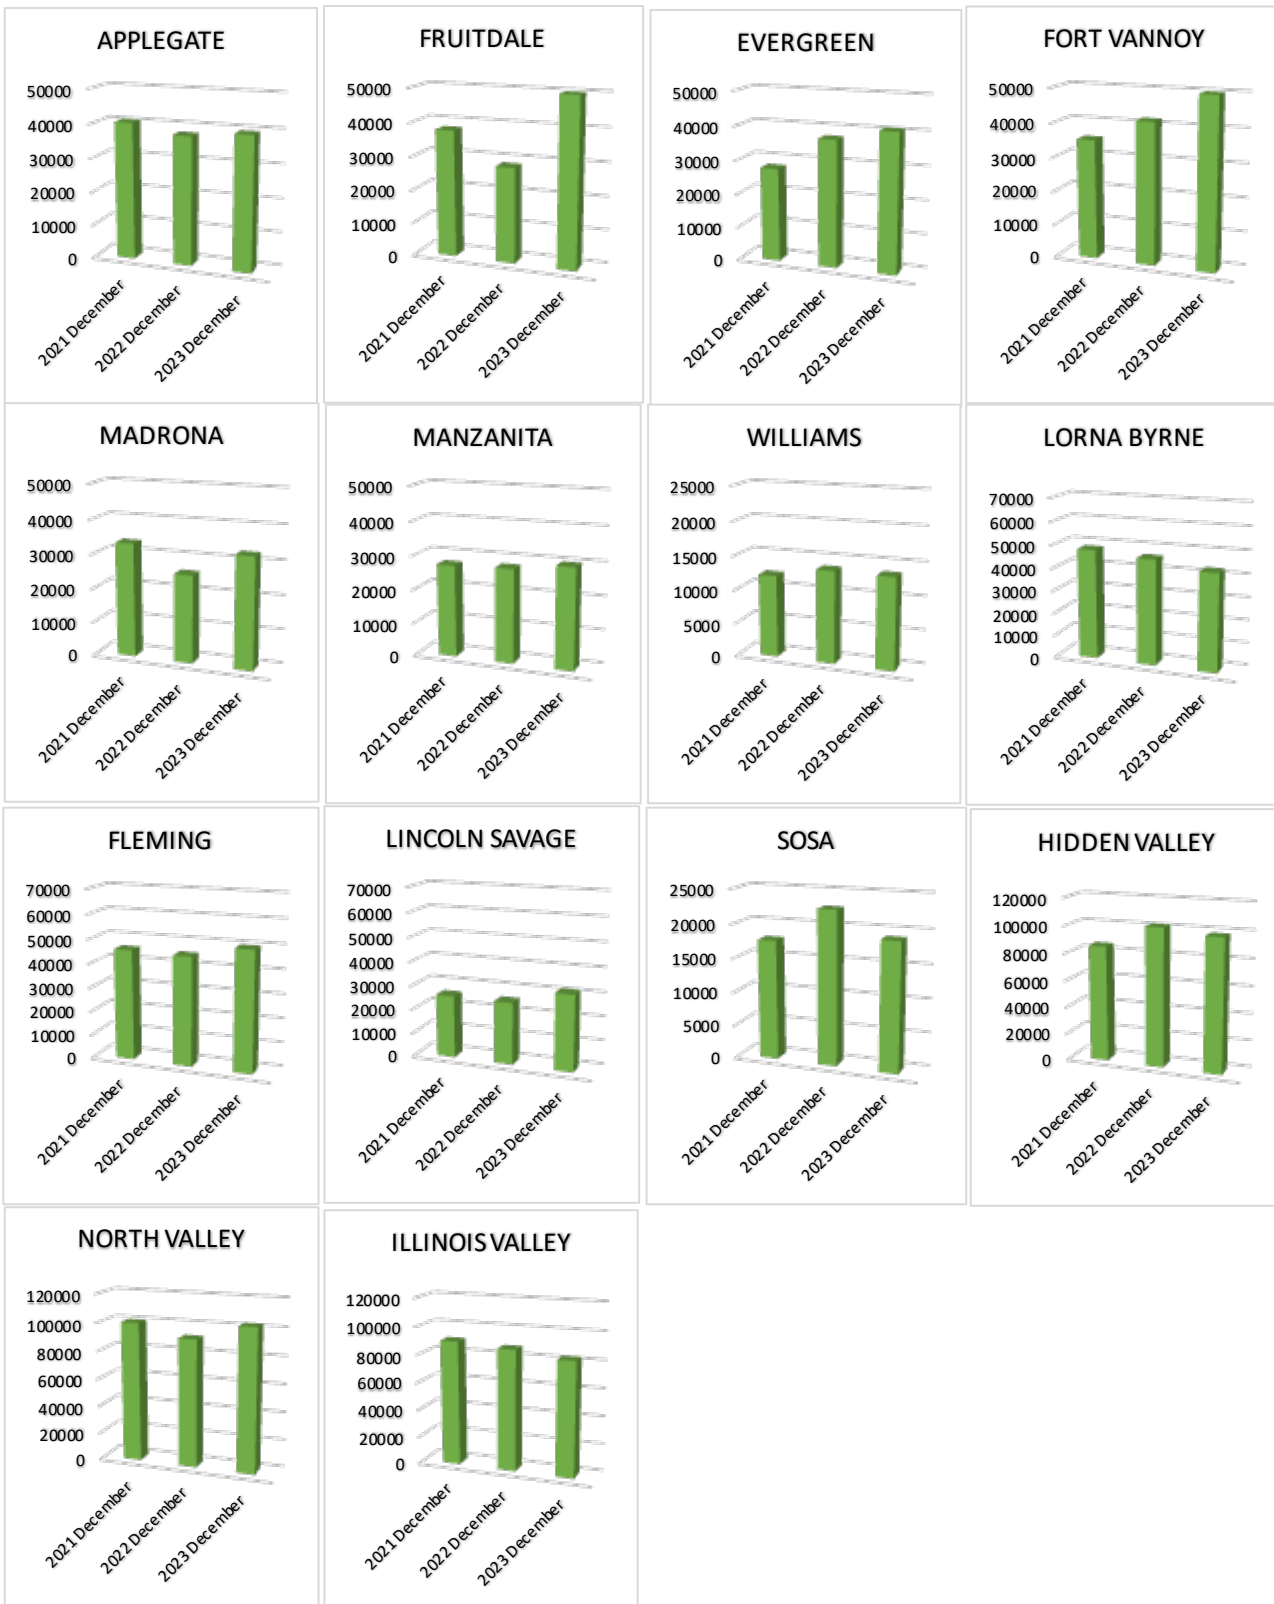 APPLEGATE
50000
40000
30000
20000
10000
0
2021 December
2022 December
2023 December
FRUITDALE
50000
40000
30000
20000
10000
0
2021 December
2022 December
2023 December
EVERGREEN
50000
40000
30000
20000
10000
0
2021 December
2022 December
2023 December
FORT VANNOY
50000
40000
30000
20000
10000
0
2021 December
2022 December
2023 December
MADRONA
50000
40000
30000
20000
10000
0
2021 December
2022 December
2023 December
MANZANITA
50000
40000
30000
20000
10000
0
2021 December
2022 December
2023 December
WILLIAMS
25000
20000
15000
10000
5000
0
2021 December
2022 December
2023 December
LORNA BYRNE
70000
60000
50000
40000
30000
20000
10000
0
2021 December
2022 December
2023 December
FLEMING
70000
60000
50000
40000
30000
20000
10000
0
2021 December
2022 December
2023 December
LINCOLN SAVAGE
70000
60000
50000
40000
30000
20000
10000
0
2021 December
2022 December
2023 December
SOSA
25000
20000
15000
10000
5000
0
2021 December
2022 December
2023 December
HIDDEN VALLEY
120000
100000
80000
60000
40000
20000
0
2021 December
2022 December
2023 December
NORTH VALLEY
120000
100000
80000
60000
40000
20000
0
2021 December
2022 December
2023 December
ILLINOIS VALLEY
120000
100000
80000
60000
40000
20000
0
2021 December
2022 December
2023 December